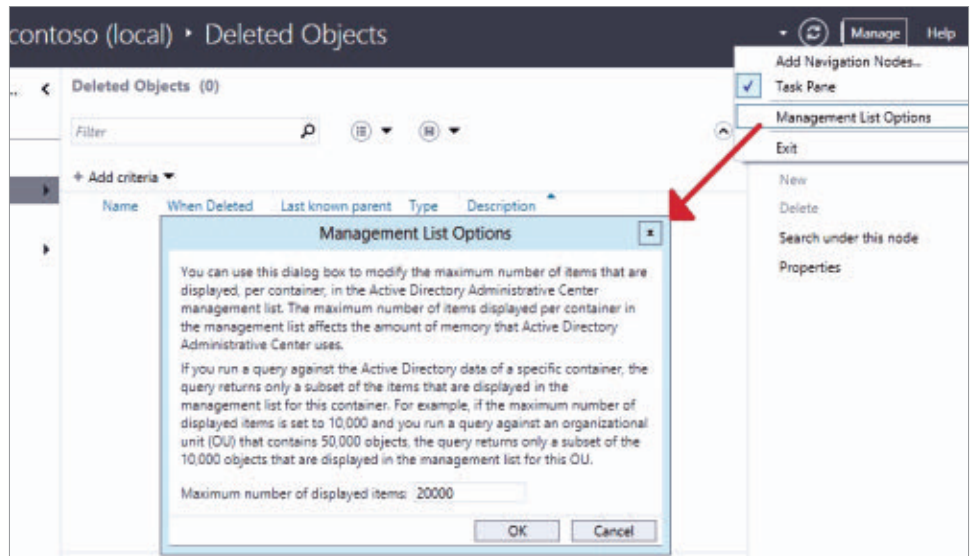 contoso (local) ‣ Deleted Objects
Manage
Help
Add Navigation Nodes...
Task Pane
Management List Options
Exit
Deleted Objects (0)
Filter
+ Add criteria
Name When Deleted Last known parent Type Description
New
Delete
Search under this node
Properties
Management List Options
You can use this dialog box to modify the maximum number of items that are
displayed, per container, in the Active Directory Administrative Center
management list. The maximum number of items displayed per container in
the management list affects the amount of memory that Active Directory
Administrative Center uses.
If you run a query against the Active Directory data of a specific container, the
query returns only a subset of the items that are displayed in the
management list for this container. For example, if the maximum number of
displayed items is set to 10,000 and you run a query against an organizational
unit (OU) that contains 50,000 objects, the query returns only a subset of the
10,000 objects that are displayed in the management list for this OU.
Maximum number of displayed items: 20000
OK
Cancel